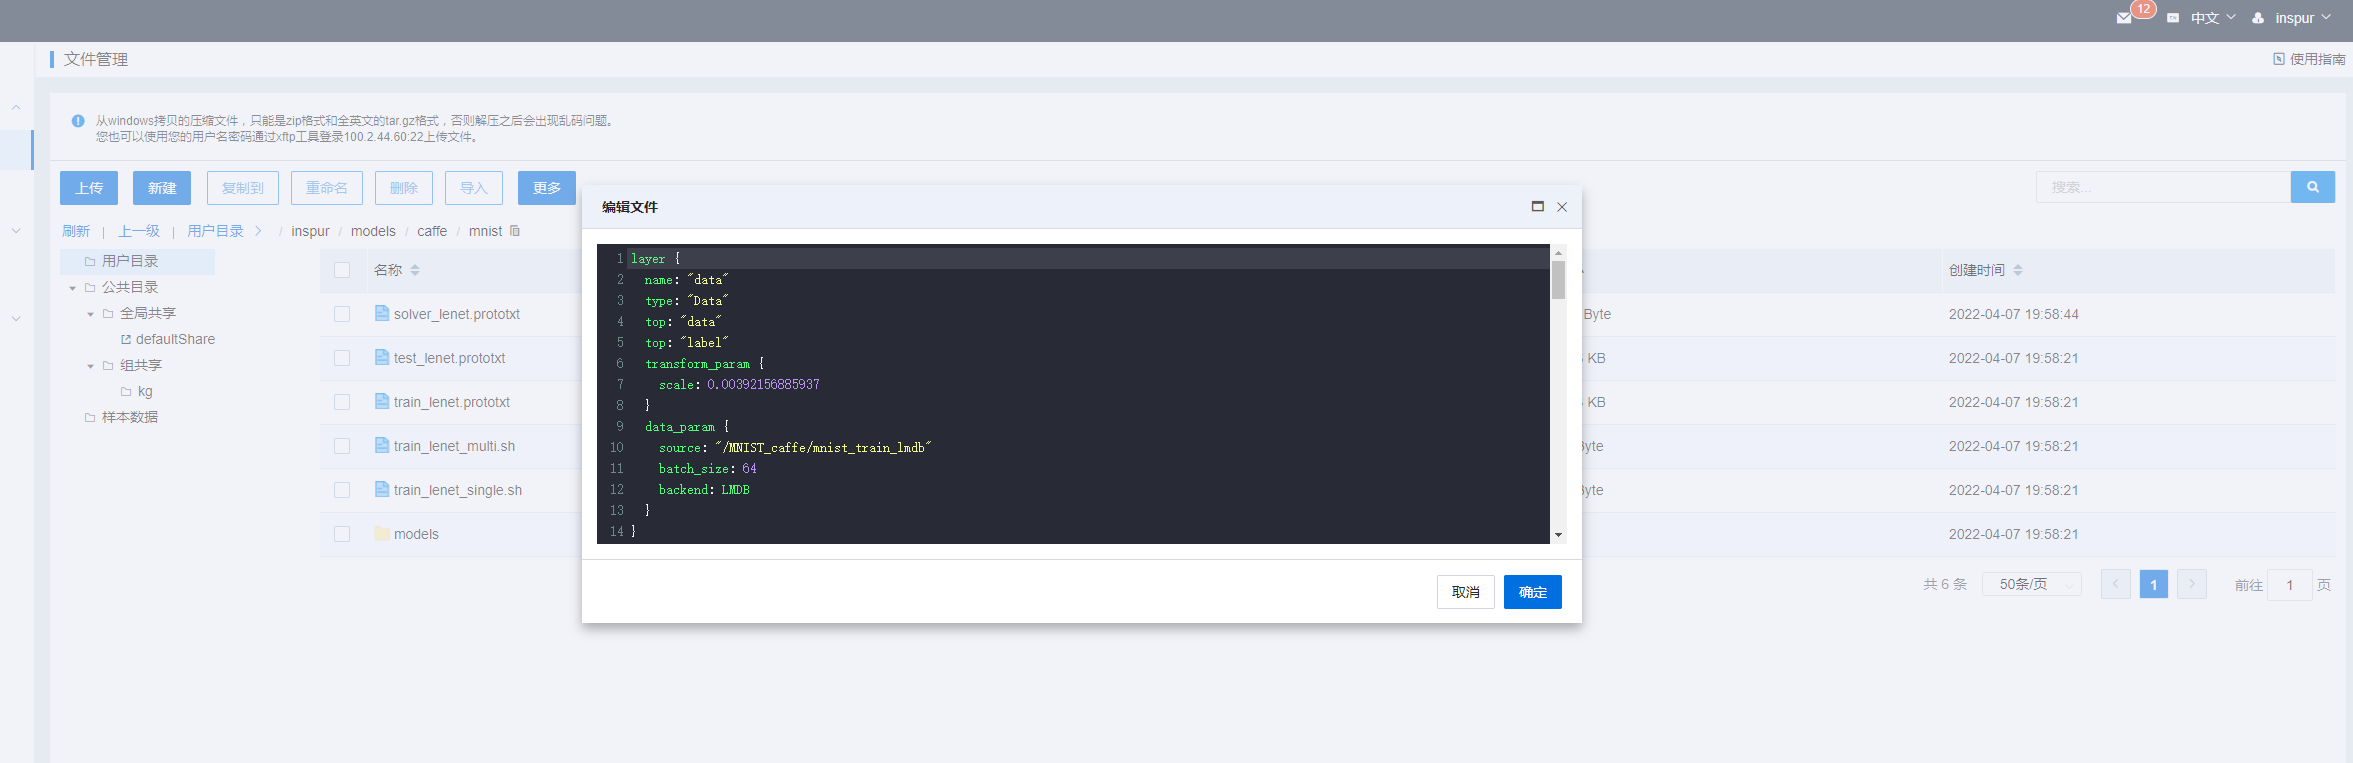 12
中文
inspur
文件管理
使用指南
从windows拷贝的压缩文件，只能是zip格式和全英文的tar.gz格式，否则解压之后会出现乱码问题。
您也可以使用您的用户名密码通过xftp工具登录100.2.44.60:22上传文件。
上传 新建 复制到 重命名 删除 导入 更多
搜索...
刷新 | 上一级 | 用户目录 > / inspur / models / caffe / mnist
用户目录
公共目录
全局共享
defaultShare
组共享
kg
样本数据
名称
创建时间
solver_lenet.prototxt
Byte
2022-04-07 19:58:44
test_lenet.prototxt
KB
2022-04-07 19:58:21
train_lenet.prototxt
KB
2022-04-07 19:58:21
train_lenet_multi.sh
Byte
2022-04-07 19:58:21
train_lenet_single.sh
Byte
2022-04-07 19:58:21
models
2022-04-07 19:58:21
共 6 条 50条/页 < 1 > 前往 1 页
编辑文件
1 layer {
2 name: "data"
3 type: "Data"
4 top: "data"
5 top: "label"
6 transform_param {
7 scale: 0.00392156885937
8 }
9 data_param {
10 source: "/MNIST_caffe/mnist_train_lmdb"
11 batch_size: 64
12 backend: LMDB
13 }
14 }
取消 确定